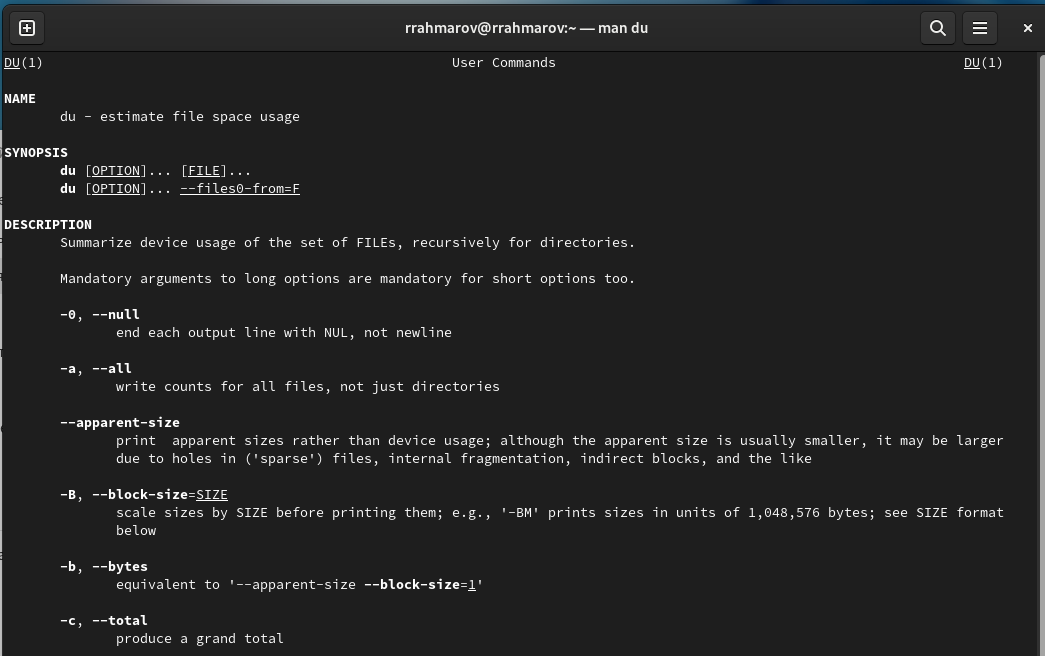 rrahmarov@rrahmarov:~ — man du
DU(1) User Commands DU(1)
NAME
du - estimate file space usage
SYNOPSIS
du [OPTION]... [FILE]...
du [OPTION]... --files0-from=F
DESCRIPTION
Summarize device usage of the set of FILEs, recursively for directories.
Mandatory arguments to long options are mandatory for short options too.
-0, --null
end each output line with NUL, not newline
-a, --all
write counts for all files, not just directories
--apparent-size
print  apparent sizes rather than device usage; although the apparent size is usually smaller, it may be larger
due to holes in ('sparse') files, internal fragmentation, indirect blocks, and the like
-B, --block-size=SIZE
scale sizes by SIZE before printing them; e.g., '-BM' prints sizes in units of 1,048,576 bytes; see SIZE format
below
-b, --bytes
equivalent to '--apparent-size --block-size=1'
-c, --total
produce a grand total